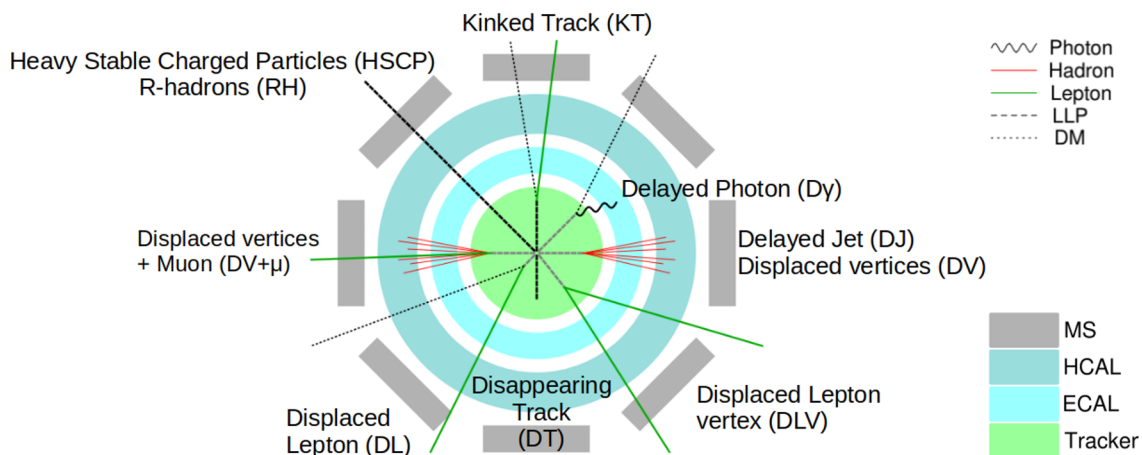 Kinked Track (KT)
Heavy Stable Charged Particles (HSCP)
R-hadrons (RH)
Photon
Hadron
Lepton
LLP
DM
Delayed Photon (Dγ)
Displaced vertices
+ Muon (DV+μ)
Delayed Jet (DJ)
Displaced vertices (DV)
Disappearing
Track
(DT)
Displaced
Lepton (DL)
Displaced Lepton
vertex (DLV)
MS
HCAL
ECAL
Tracker